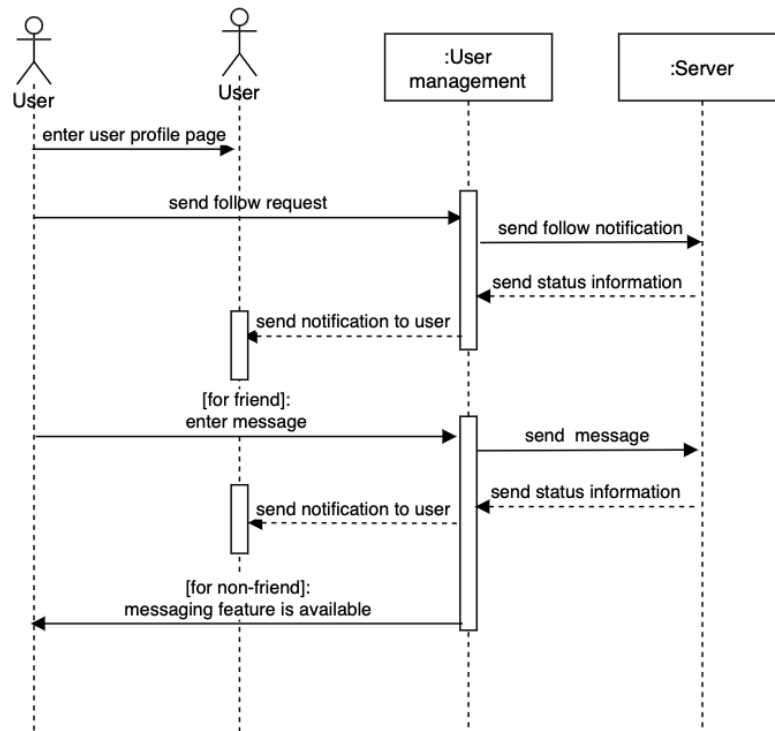 User
User
:User
management
:Server
enter user profile page
send follow request
send follow notification
send status information
send notification to user
[for friend]:
enter message
send message
send status information
send notification to user
[for non-friend]:
messaging feature is available